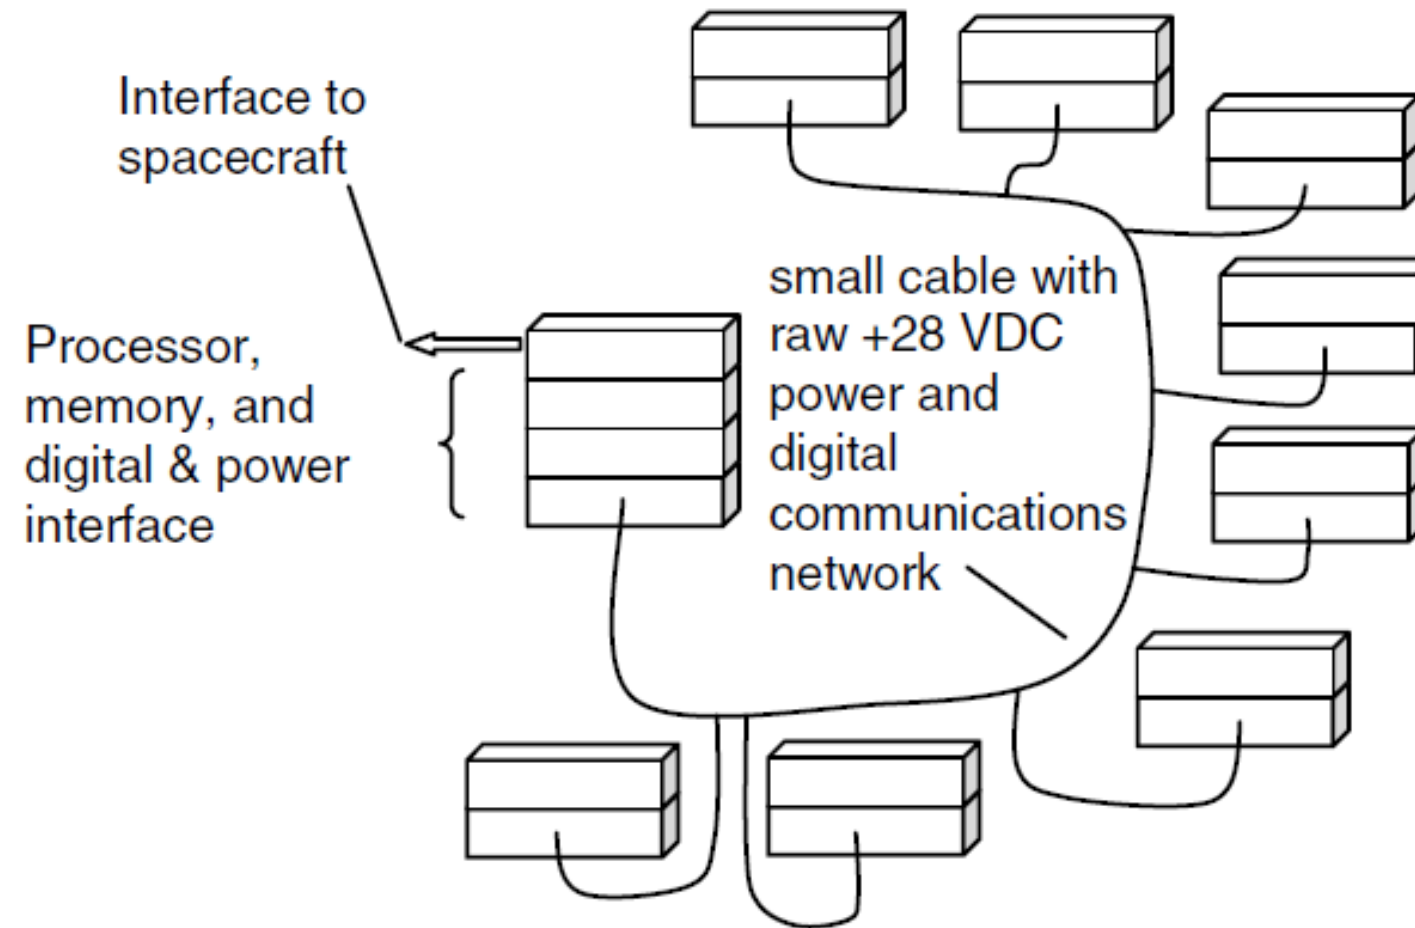 Interface to
spacecraft
Processor,
memory, and
digital & power
interface
small cable with
raw +28 VDC
power and
digital
communications
network